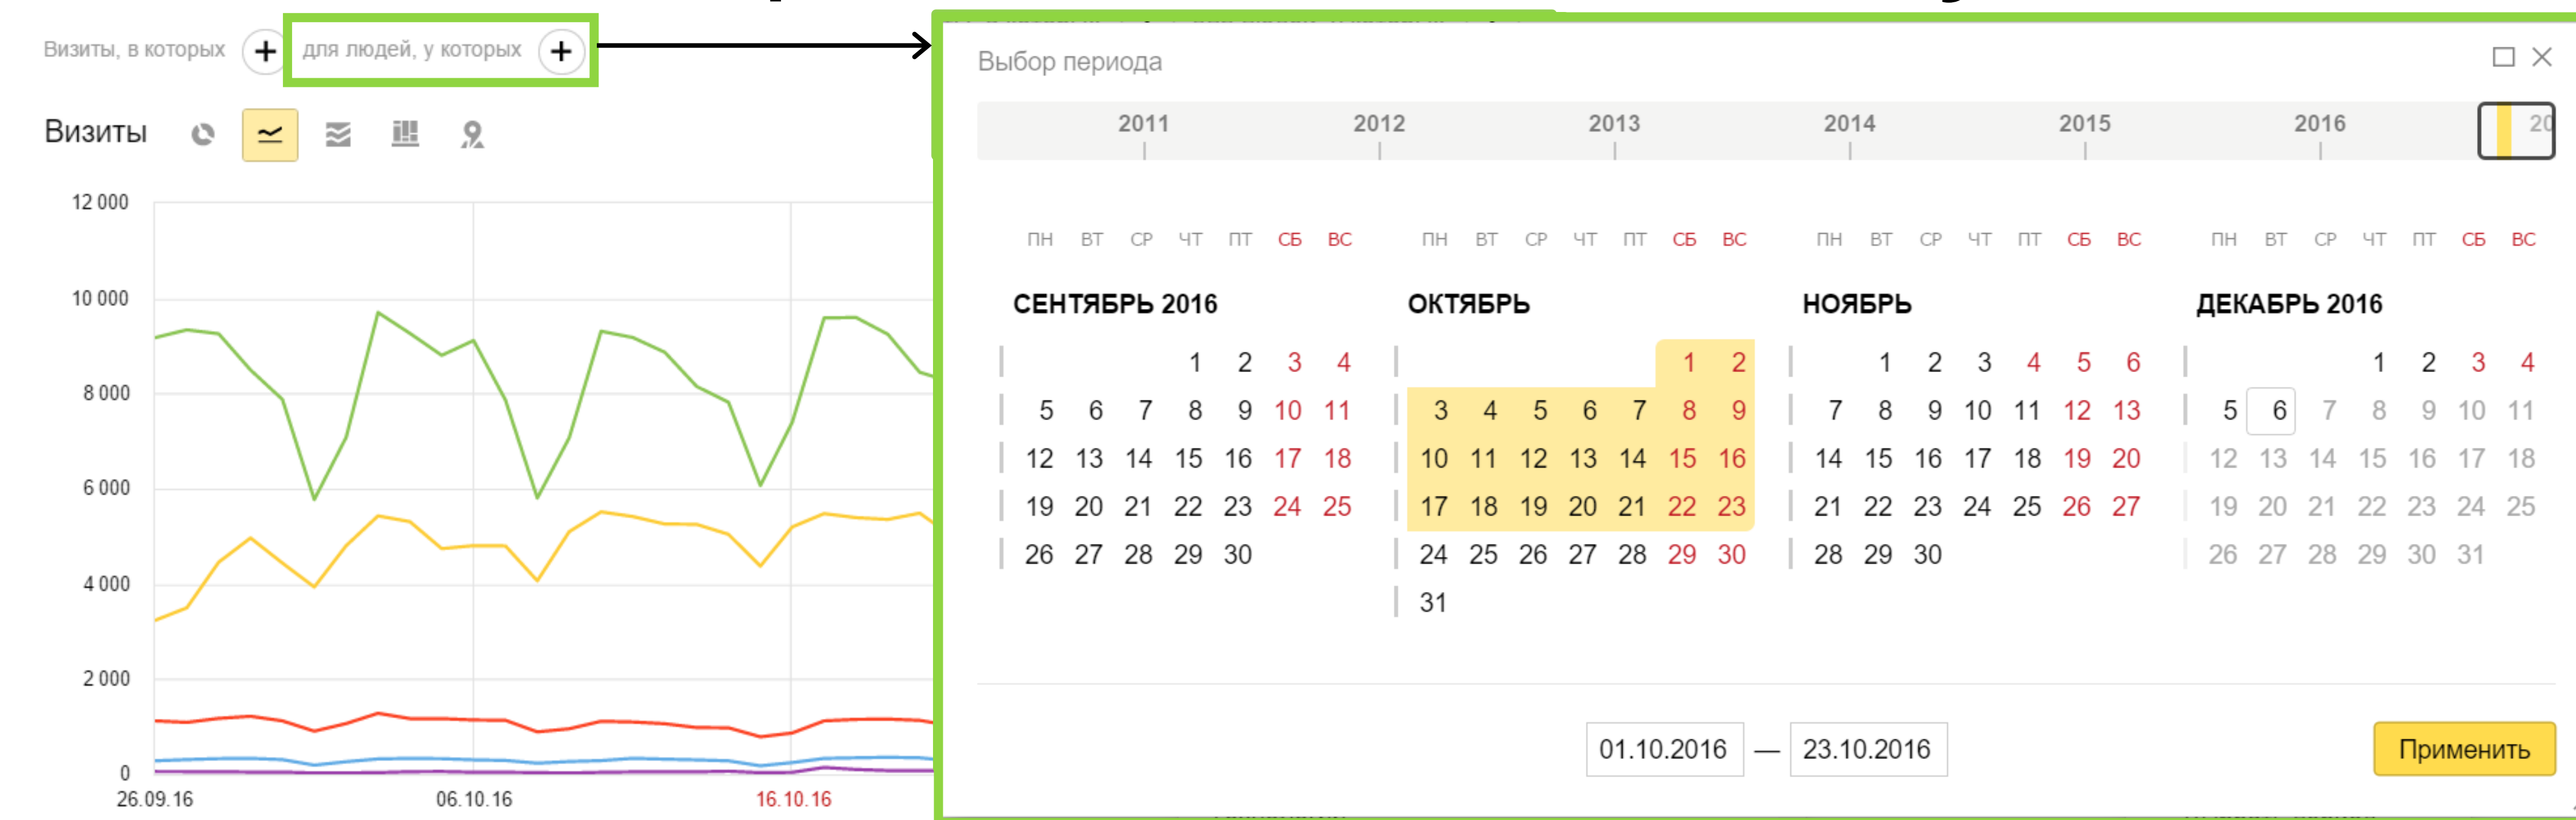 Визиты, в которых + для людей, у которых +
Визиты
12 000
10 000
8 000
6 000
4 000
2 000
0
26.09.16 06.10.16 16.10.16
Выбор периода
2011 2012 2013 2014 2015 2016 20
ПН ВТ СР ЧТ ПТ СБ ВС ПН ВТ СР ЧТ ПТ СБ ВС ПН ВТ СР ЧТ ПТ СБ ВС ПН ВТ СР ЧТ ПТ СБ ВС
СЕНТЯБРЬ 2016 ОКТЯБРЬ НОЯБРЬ ДЕКАБРЬ 2016
1 2 3 4 1 2 1 2 3 4 5 6 1 2 3 4
5 6 7 8 9 10 11 3 4 5 6 7 8 9 7 8 9 10 11 12 13 5 6 7 8 9 10 11
12 13 14 15 16 17 18 10 11 12 13 14 15 16 14 15 16 17 18 19 20 12 13 14 15 16 17 18
19 20 21 22 23 24 25 17 18 19 20 21 22 23 21 22 23 24 25 26 27 19 20 21 22 23 24 25
26 27 28 29 30 24 25 26 27 28 29 30 28 29 30 26 27 28 29 30 31
31
01.10.2016 — 23.10.2016
Применить